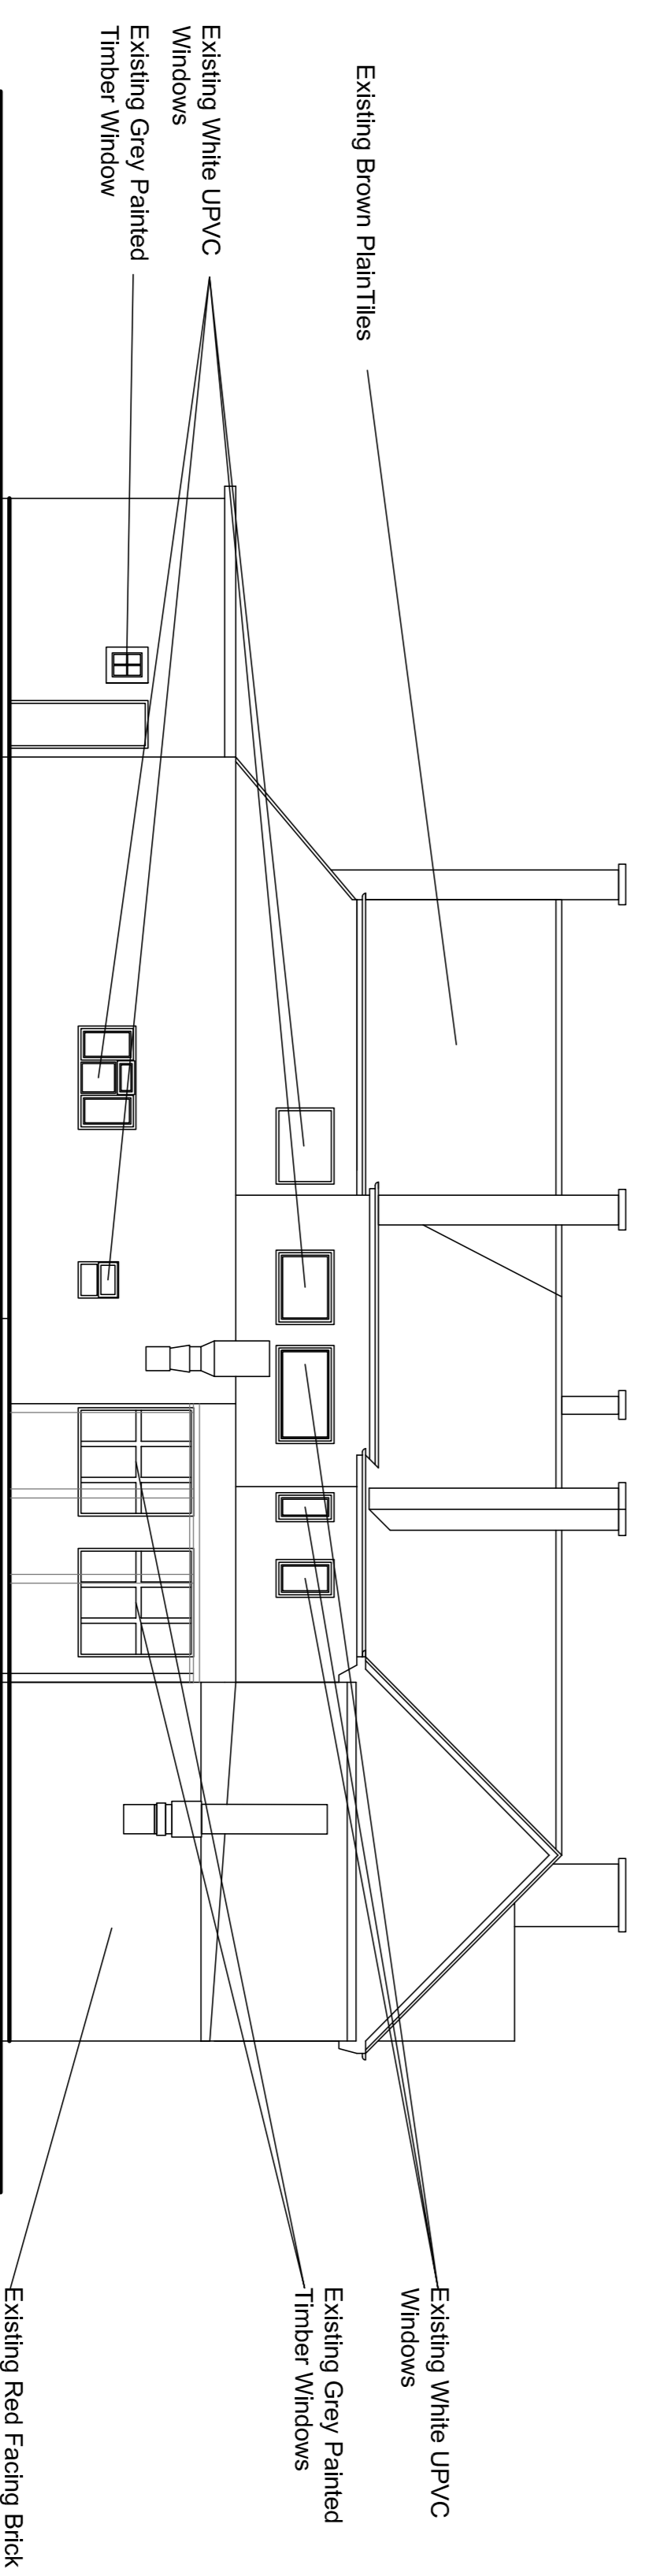 Existing Brown PlainTiles
Existing White UPVC
Windows
Existing Grey Painted
Timber Window
Existing White UPVC
Windows
Existing Grey Painted
Timber Windows
Existing Red Facing Brick